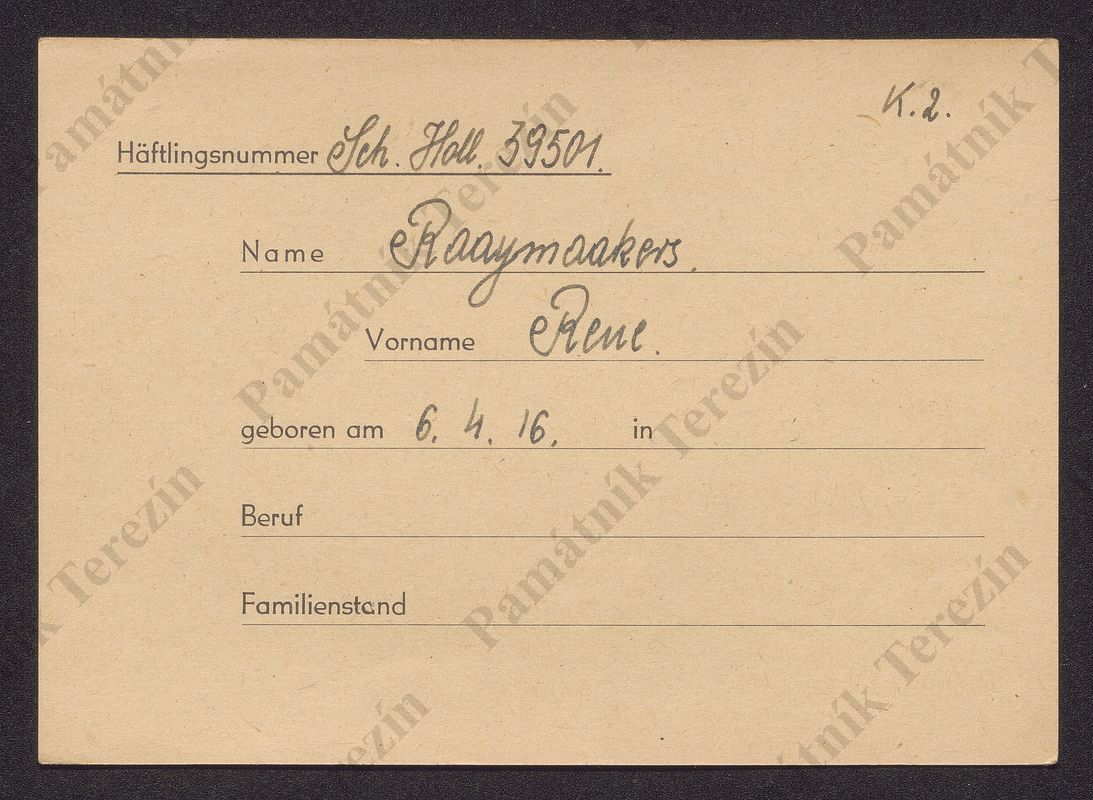 K. 2.
Häftlingsnummer Sch. Holl. 39501.
Name Raaymaakers.
Vorname Rene.
geboren am 6. 4. 16. in
Beruf
Familienstand
Památník Terezín